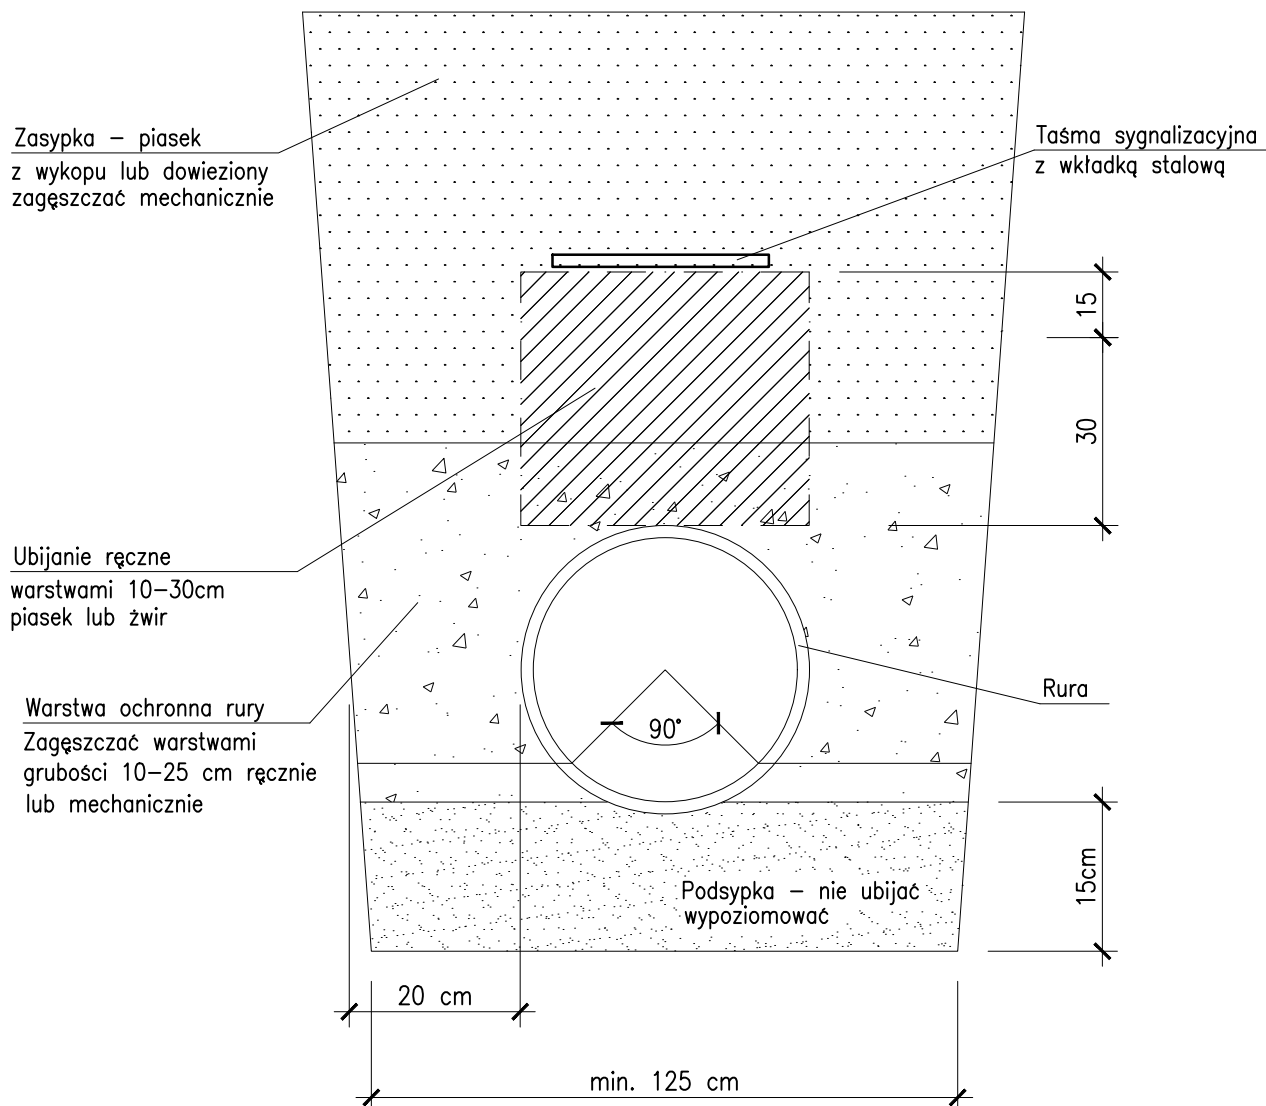 Zasypka – piasek
z wykopu lub dowieziony
zagęszczać mechanicznie
Taśma sygnalizacyjna
z wkładką stalową
15
30
Ubijanie ręczne
warstwami 10–30cm
piasek lub żwir
Warstwa ochronna rury
Zagęszczać warstwami
grubości 10–25 cm ręcznie
lub mechanicznie
Rura
90°
15cm
Podsypka – nie ubijać
wypoziomować
20 cm
min. 125 cm